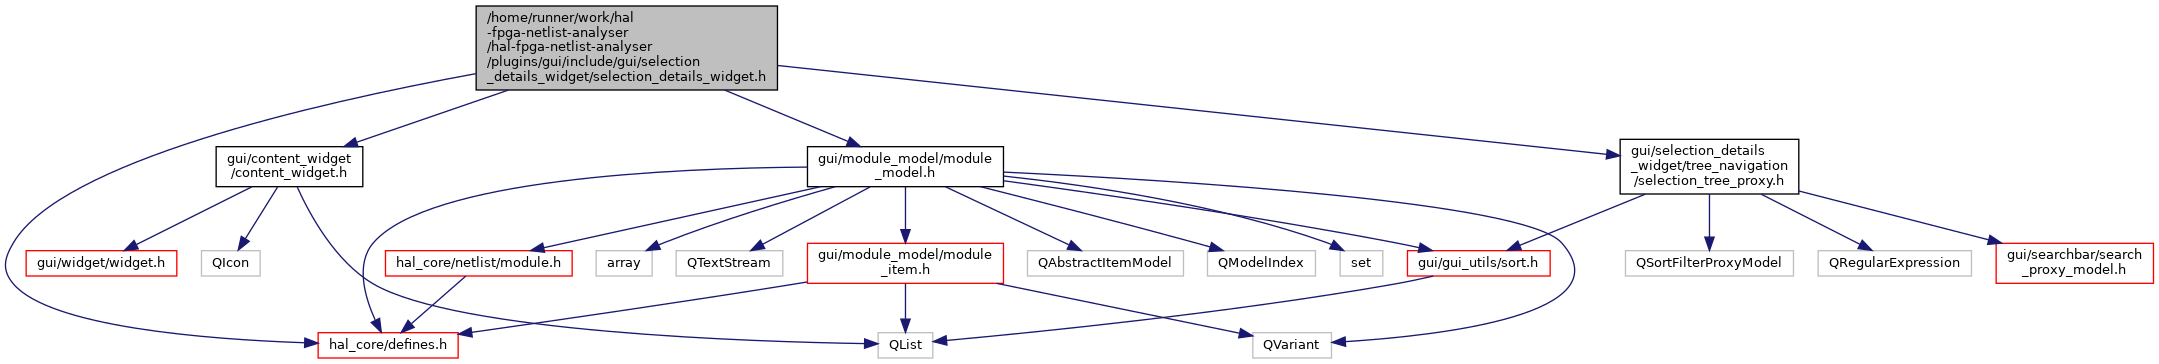 /home/runner/work/hal
-fpga-netlist-analyser
/hal-fpga-netlist-analyser
/plugins/gui/include/gui/selection
_details_widget/selection_details_widget.h
gui/content_widget
/content_widget.h
gui/module_model/module
_model.h
gui/selection_details
_widget/tree_navigation
/selection_tree_proxy.h
gui/widget/widget.h
QIcon
hal_core/netlist/module.h
array
QTextStream
gui/module_model/module
_item.h
QAbstractItemModel
QModelIndex
set
gui/gui_utils/sort.h
QSortFilterProxyModel
QRegularExpression
gui/searchbar/search
_proxy_model.h
hal_core/defines.h
QList
QVariant